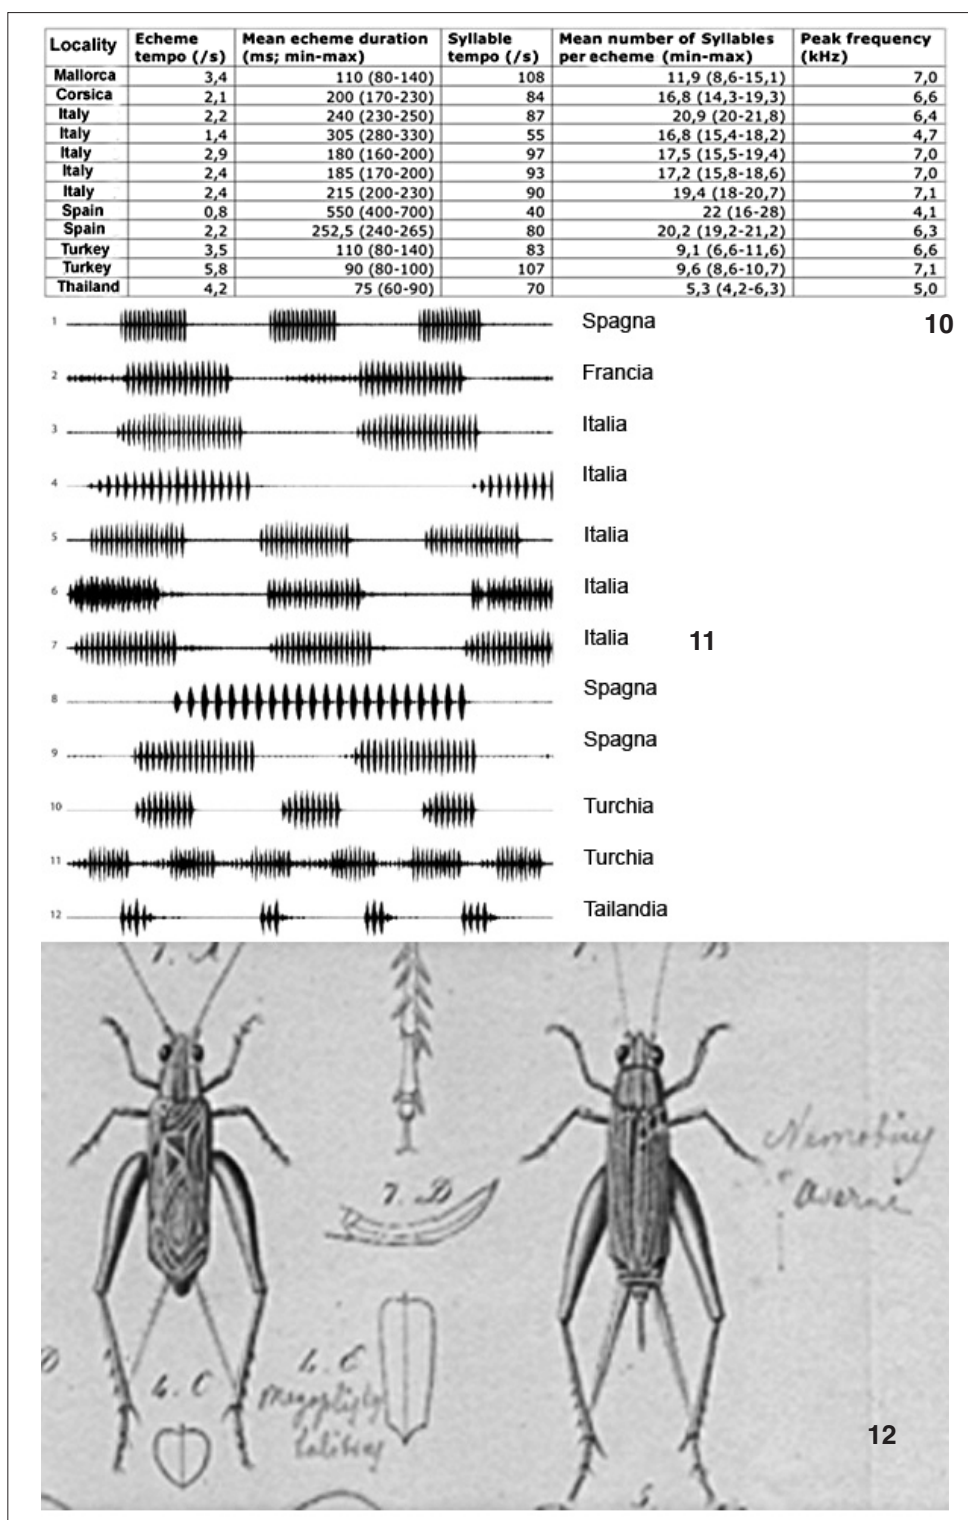 Locality Echeme tempo (/s) Mean echeme duration (ms; min-max) Syllable tempo (/s) Mean number of Syllables per echeme (min-max) Peak frequency (kHz)
Mallorca 3,4 110 (80-140) 108 11,9 (8,6-15,1) 7,0
Corsica 2,1 200 (170-230) 84 16,8 (14,3-19,3) 6,6
Italy 2,2 240 (230-250) 87 20,9 (20-21,8) 6,4
Italy 1,4 305 (280-330) 55 16,8 (15,4-18,2) 4,7
Italy 2,9 180 (160-200) 97 17,5 (15,5-19,4) 7,0
Italy 2,4 185 (170-200) 93 17,2 (15,8-18,6) 7,0
Italy 2,4 215 (200-230) 90 19,4 (18-20,7) 7,1
Spain 0,8 550 (400-700) 40 22 (16-28) 4,1
Spain 2,2 252,5 (240-265) 80 20,2 (19,2-21,2) 6,3
Turkey 3,5 110 (80-140) 83 9,1 (6,6-11,6) 6,6
Turkey 5,8 90 (80-100) 107 9,6 (8,6-10,7) 7,1
Thailand 4,2 75 (60-90) 70 5,3 (4,2-6,3) 5,0
1 Spagna 10
2 Francia
3 Italia
4 Italia
5 Italia
6 Italia
7 Italia 11
8 Spagna
9 Spagna
10 Turchia
11 Turchia
12 Tailandia
7. D
4. C
4. C
12